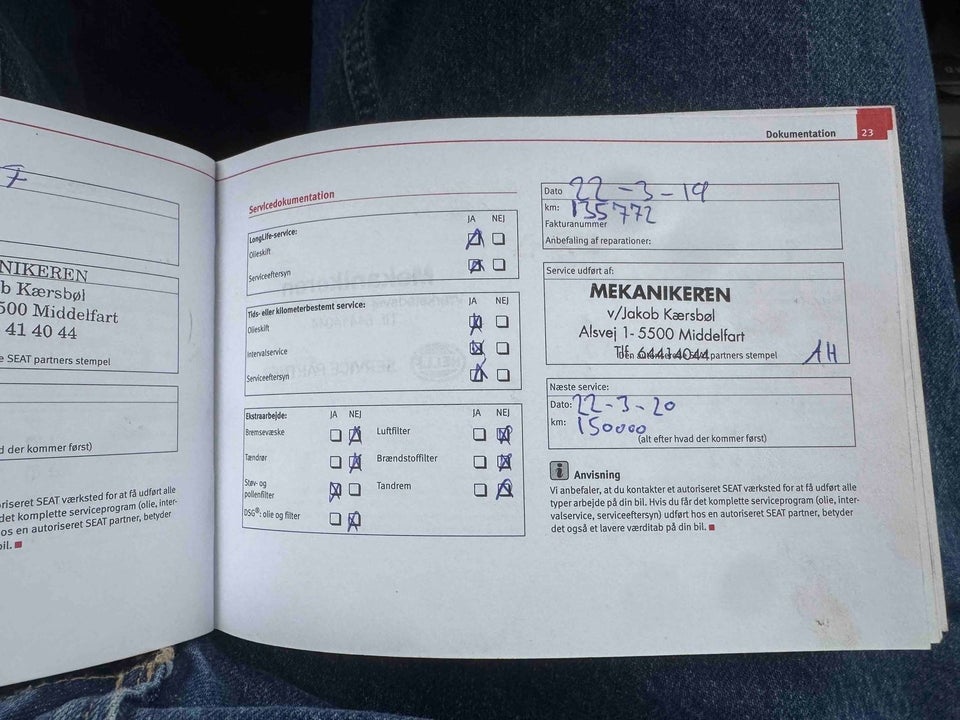 7
NIKEREN
b Kærsbøl
500 Middelfart
41 40 44
e SEAT partners stempel
d der kommer først)
oriseret SEAT værksted for at få udført alle
det komplette serviceprogram (olie, inter-
hos en autoriseret SEAT partner, betyder
bil.
Servicedokumentation
JA NEJ
LongLife-service:
Olieskift
Serviceeftersyn
JA NEJ
Tids- eller kilometerbestemt service:
Olieskift
Intervalservice
Serviceeftersyn
Ekstraarbejde: JA NEJ JA NEJ
Bremsevæske Luftfilter
Tændrør Brændstoffilter
Støv- og
pollenfilter Tandrem
DSG®: olie og filter
Dokumentation 23
Dato 22-3-19
km: 135772
Fakturanummer
Anbefaling af reparationer:
Service udført af:
MEKANIKEREN
v/Jakob Kærsbøl
Alsvej 1- 5500 Middelfart
Tlf. 6441 4044
partners stempel
AH
Næste service:
Dato: 22-3-20
km: 150000
(alt efter hvad der kommer først)
i Anvisning
Vi anbefaler, at du kontakter et autoriseret SEAT værksted for at få udført alle
typer arbejde på din bil. Hvis du får det komplette serviceprogram (olie, inter-
valservice, serviceeftersyn) udført hos en autoriseret SEAT partner, betyder
det også et lavere værditab på din bil.